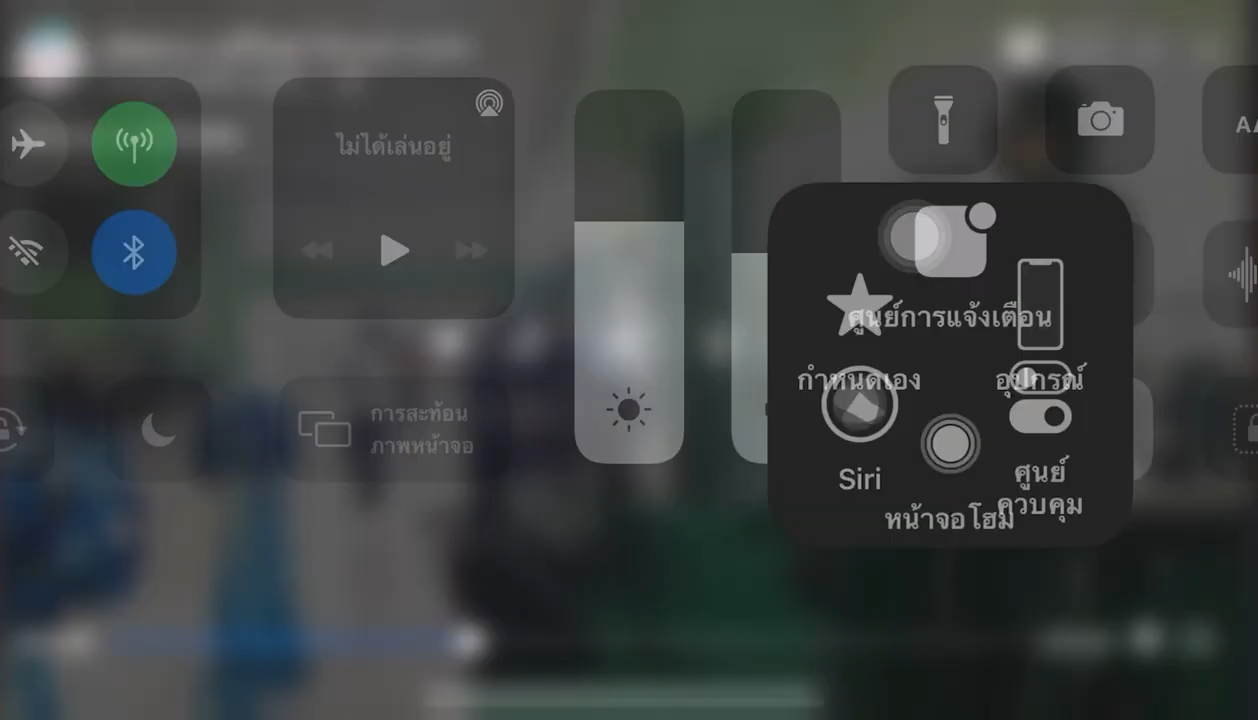 ไม่ได้เล่นอยู่
AA
การสะท้อน
ภาพหน้าจอ
ศูนย์การแจ้งเตือน
กำหนดเอง
อุปกรณ์
Siri
ศูนย์
ควบคุม
หน้าจอโฮม